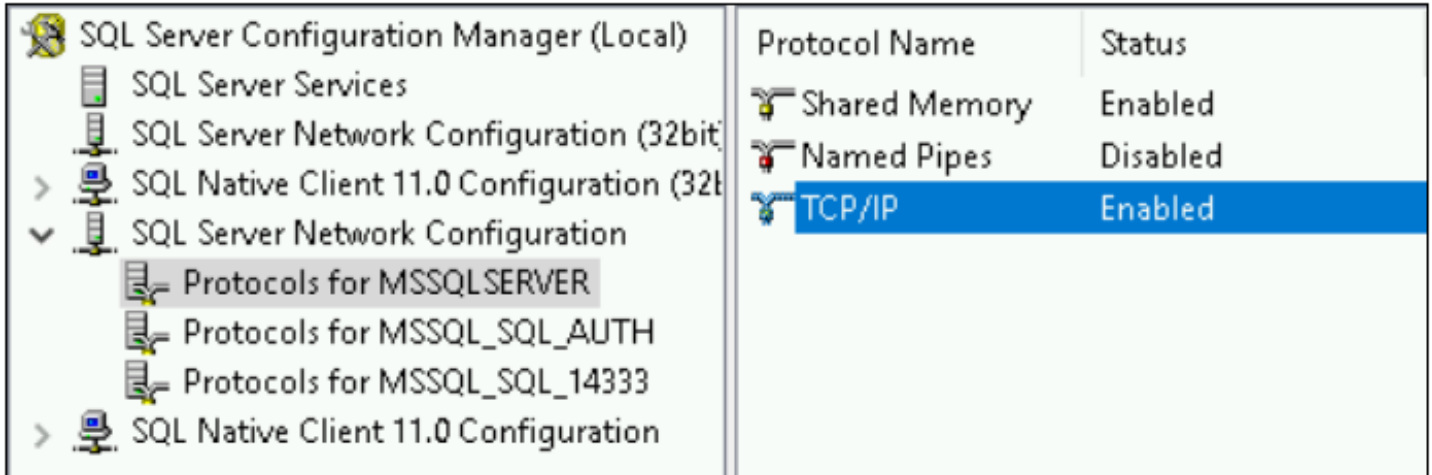 SQL Server Configuration Manager (Local)
SQL Server Services
SQL Server Network Configuration (32bit
SQL Native Client 11.0 Configuration (32
SQL Server Network Configuration
Protocols for MSSQLSERVER
Protocols for MSSQL_SQL_AUTH
Protocols for MSSQL_SQL_14333
SQL Native Client 11.0 Configuration
Protocol Name Status
Shared Memory Enabled
Named Pipes Disabled
TCP/IP Enabled